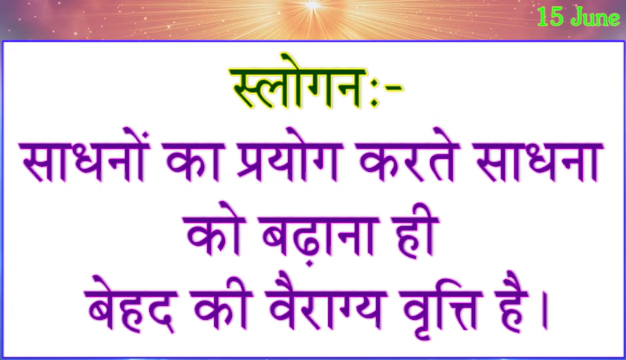 15 June
स्लोगन:-
साधनों का प्रयोग करते साधना
को बढ़ाना ही
बेहद की वैराग्य वृत्ति है।